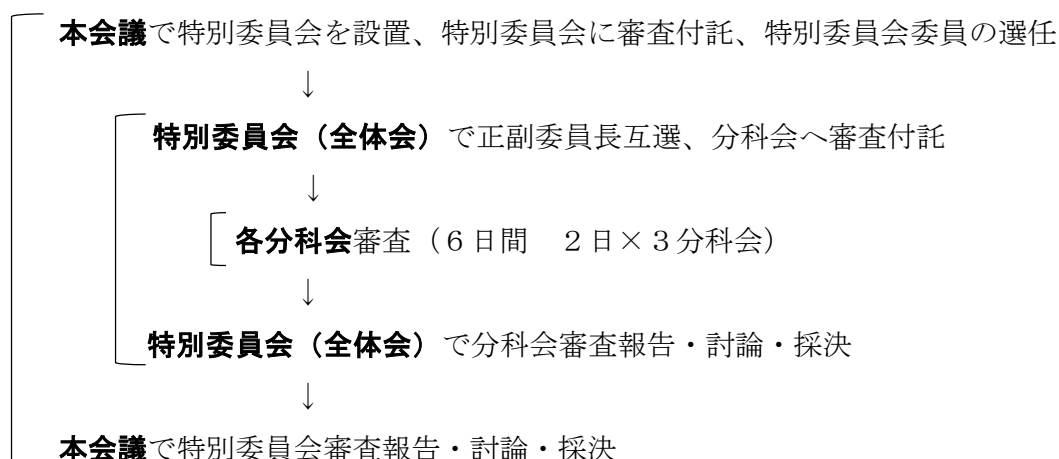 本会議で特別委員会を設置、特別委員会に審査付託、特別委員会委員の選任
↓
特別委員会（全体会）で正副委員長互選、分科会へ審査付託
↓
各分科会審査（６日間　２日×３分科会）
↓
特別委員会（全体会）で分科会審査報告・討論・採決
↓
本会議で特別委員会審査報告・討論・採決